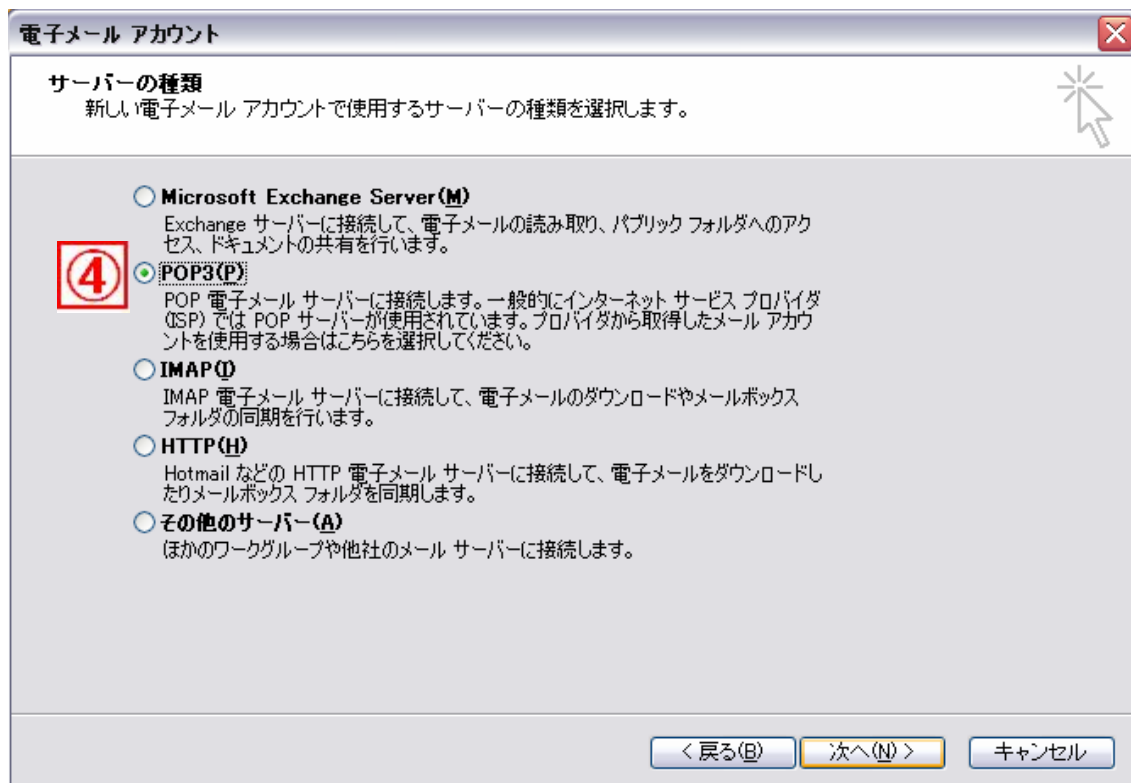 電子メール アカウント
サーバーの種類
新しい電子メール アカウントで使用するサーバーの種類を選択します。
Microsoft Exchange Server(M)
Exchange サーバーに接続して、電子メールの読み取り、パブリック フォルダへのアク
セス、ドキュメントの共有を行います。
④
POP3(P)
POP 電子メール サーバーに接続します。一般的にインターネット サービス プロバイダ
(ISP) では POP サーバーが使用されています。プロバイダから取得したメール アカウ
ントを使用する場合はこちらを選択してください。
IMAP(I)
IMAP 電子メール サーバーに接続して、電子メールのダウンロードやメールボックス
フォルダの同期を行います。
HTTP(H)
Hotmail などの HTTP 電子メール サーバーに接続して、電子メールをダウンロードし
たりメールボックス フォルダを同期します。
その他のサーバー(A)
ほかのワークグループや他社のメール サーバーに接続します。
< 戻る(B) 次へ(N) > キャンセル